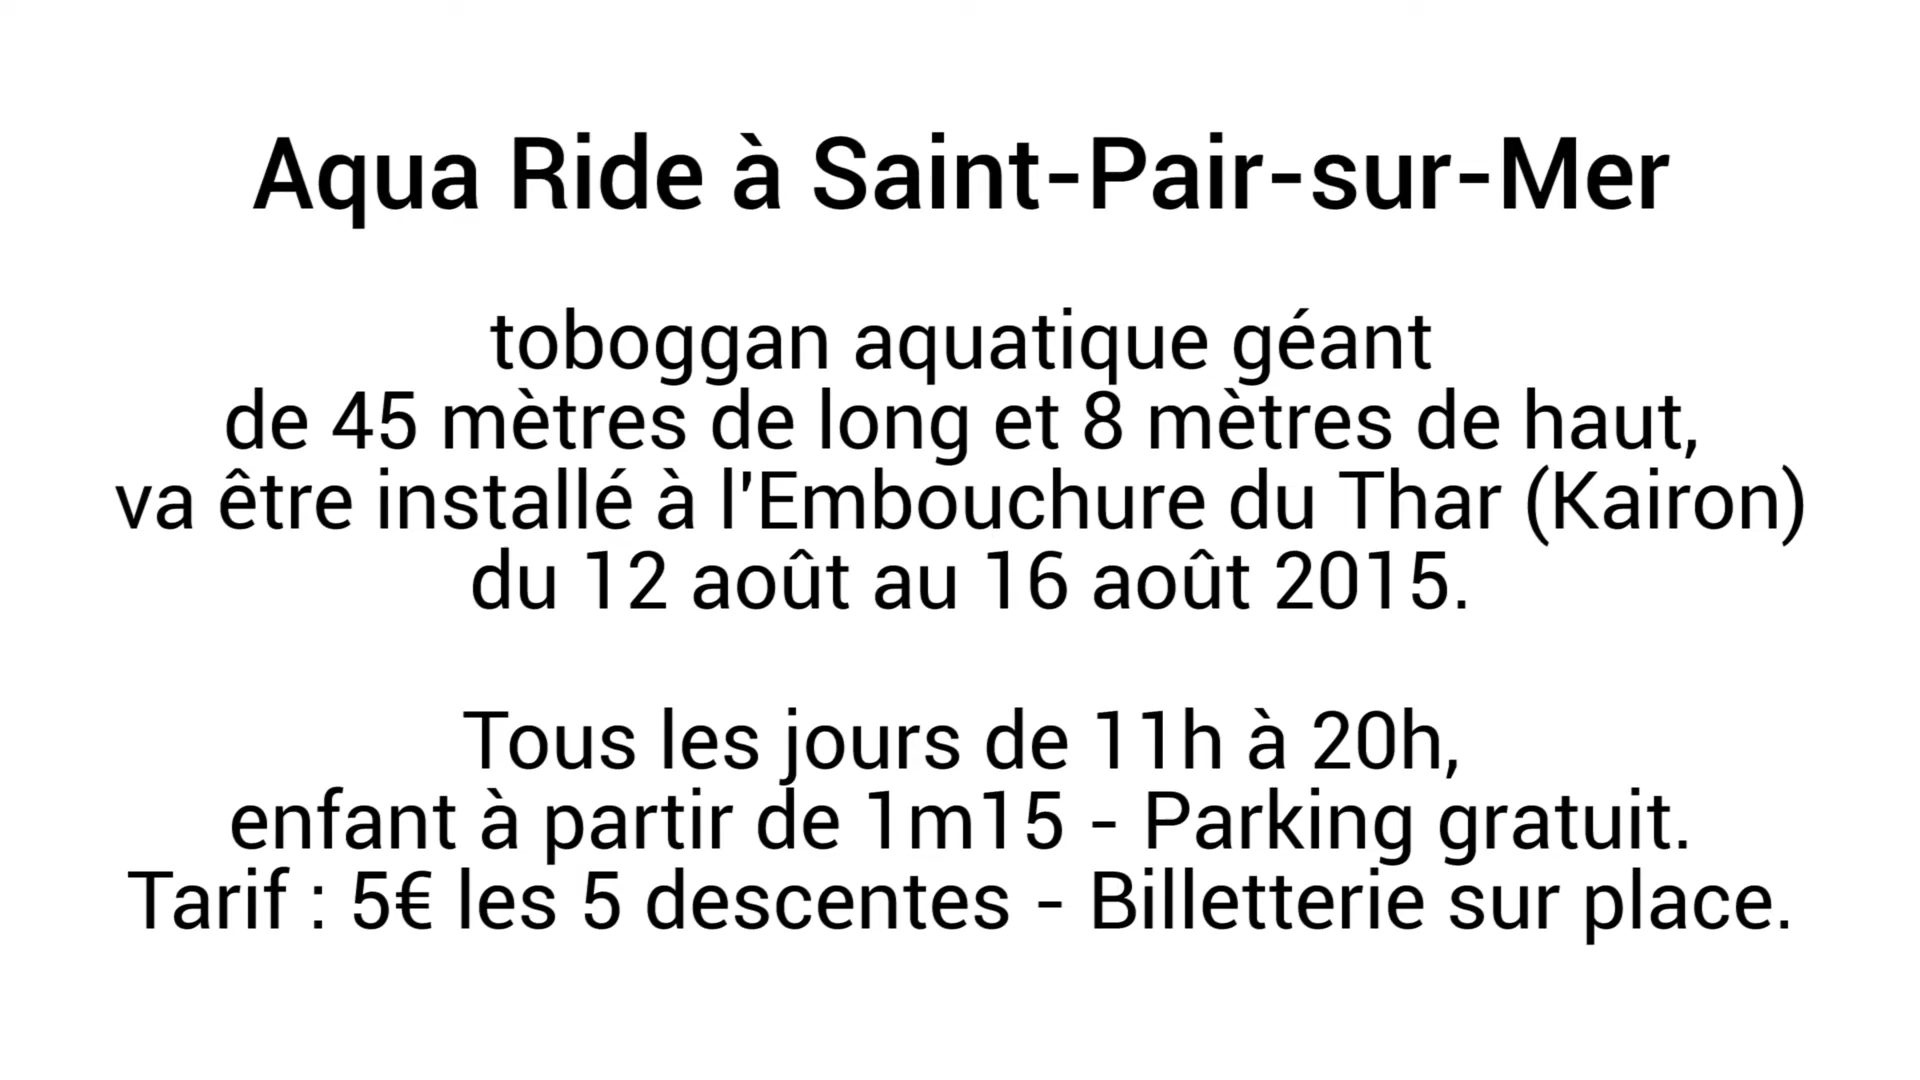 Aqua Ride à Saint-Pair-sur-Mer
toboggan aquatique géant
de 45 mètres de long et 8 mètres de haut,
va être installé à l'Embouchure du Thar (Kairon)
du 12 août au 16 août 2015.
Tous les jours de 11h à 20h,
enfant à partir de 1m15 - Parking gratuit.
Tarif : 5€ les 5 descentes - Billetterie sur place.